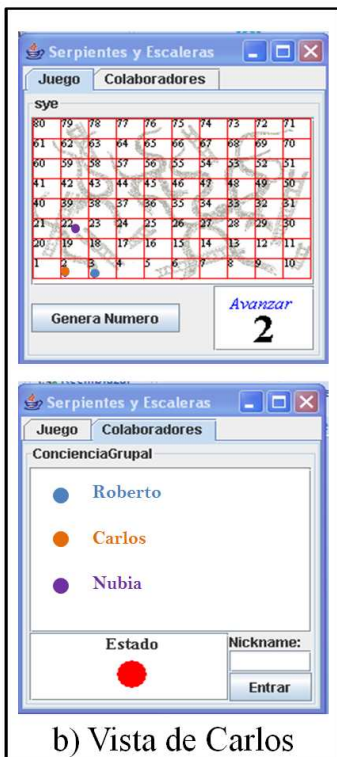 Serpientes y Escaleras
Juego Colaboradores
sye
80 79 78 77 76 75 74 73 72 71
61 62 63 64 65 66 67 68 69 70
60 59 58 57 56 55 54 53 52 51
41 42 43 44 45 46 47 48 49 50
40 39 38 37 36 35 34 33 32 31
21 22 23 24 25 26 27 28 29 30
20 19 18 17 16 15 14 13 12 11
1 2 3 4 5 6 7 8 9 10
Genera Numero
Avanzar
2
Serpientes y Escaleras
Juego Colaboradores
ConcienciaGrupal
Roberto
Carlos
Nubia
Estado
Nickname:
Entrar
b) Vista de Carlos